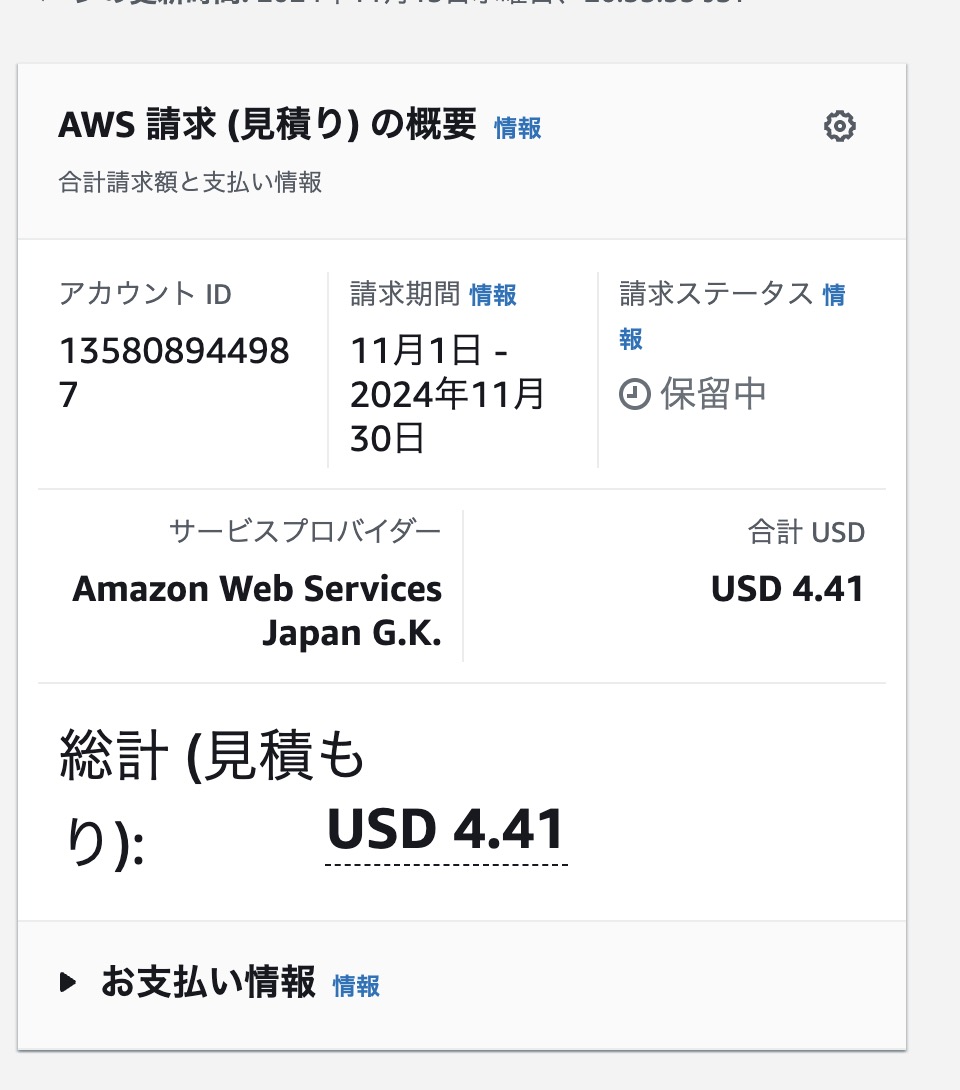 AWS 請求 (見積り) の概要 情報
合計請求額と支払い情報
アカウント ID
13580894498
7
請求期間 情報
11月1日 -
2024年11月
30日
請求ステータス 情
報
保留中
サービスプロバイダー
Amazon Web Services
Japan G.K.
合計 USD
USD 4.41
総計 (見積も
り):
USD 4.41
お支払い情報 情報